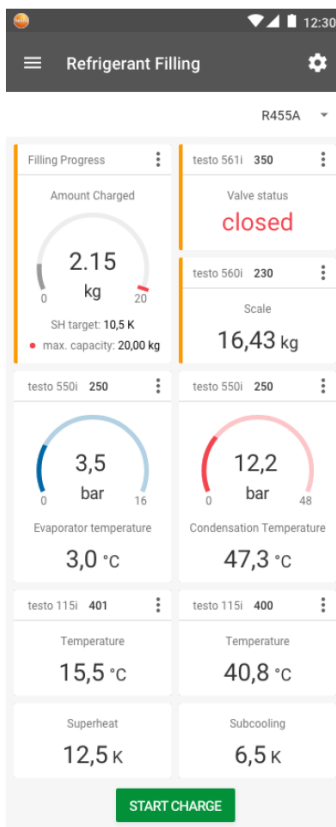 12:30
Refrigerant Filling
R455A
Filling Progress
Amount Charged
2.15
kg
0 20
SH target: 10,5 K
max. capacity: 20,00 kg
testo 561i 350
Valve status
closed
testo 560i 230
Scale
16,43 kg
testo 550i 250
3,5
bar
0 16
Evaporator temperature
3,0 °C
testo 550i 250
12,2
bar
0 48
Condensation Temperature
47,3 °C
testo 115i 401
Temperature
15,5 °C
testo 115i 400
Temperature
40,8 °C
Superheat
12,5 K
Subcooling
6,5 K
START CHARGE